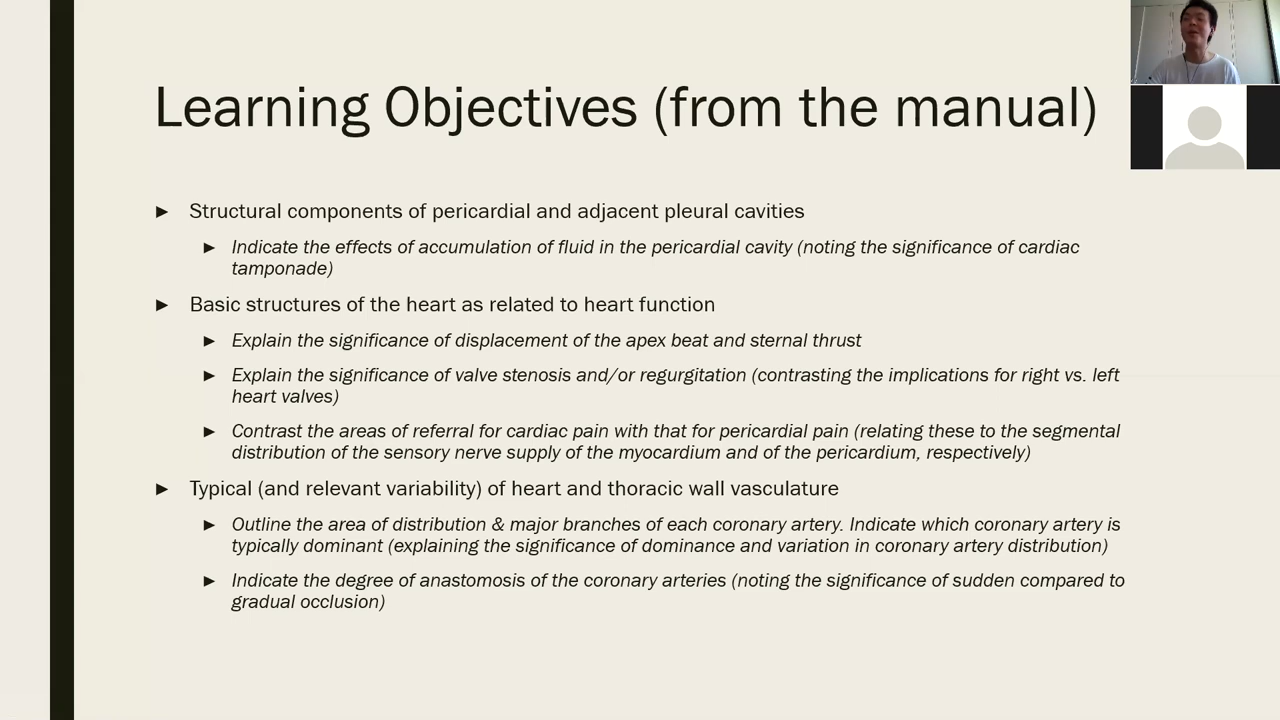 Learning Objectives (from the manual)
► Structural components of pericardial and adjacent pleural cavities
► Indicate the effects of accumulation of fluid in the pericardial cavity (noting the significance of cardiac
tamponade)
► Basic structures of the heart as related to heart function
► Explain the significance of displacement of the apex beat and sternal thrust
► Explain the significance of valve stenosis and/or regurgitation (contrasting the implications for right vs. left
heart valves)
► Contrast the areas of referral for cardiac pain with that for pericardial pain (relating these to the segmental
distribution of the sensory nerve supply of the myocardium and of the pericardium, respectively)
► Typical (and relevant variability) of heart and thoracic wall vasculature
► Outline the area of distribution & major branches of each coronary artery. Indicate which coronary artery is
typically dominant (explaining the significance of dominance and variation in coronary artery distribution)
► Indicate the degree of anastomosis of the coronary arteries (noting the significance of sudden compared to
gradual occlusion)